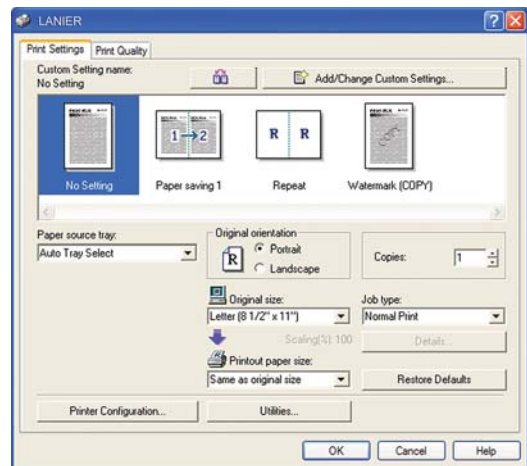 LANIER
Print Settings
Print Quality
Custom Setting name:
No Setting
Add/Change Custom Settings...
1 2
R R
No Setting
Paper saving 1
Repeat
Watermark (COPY)
Paper source tray:
Auto Tray Select
Original orientation
R
Portrait
Landscape
Copies:
1
Original size:
Letter (8 1/2" x 11")
Job type:
Normal Print
Scaling(%): 100
Details...
Printout paper size:
Same as original size
Restore Defaults
Printer Configuration...
Utilities...
OK
Cancel
Help